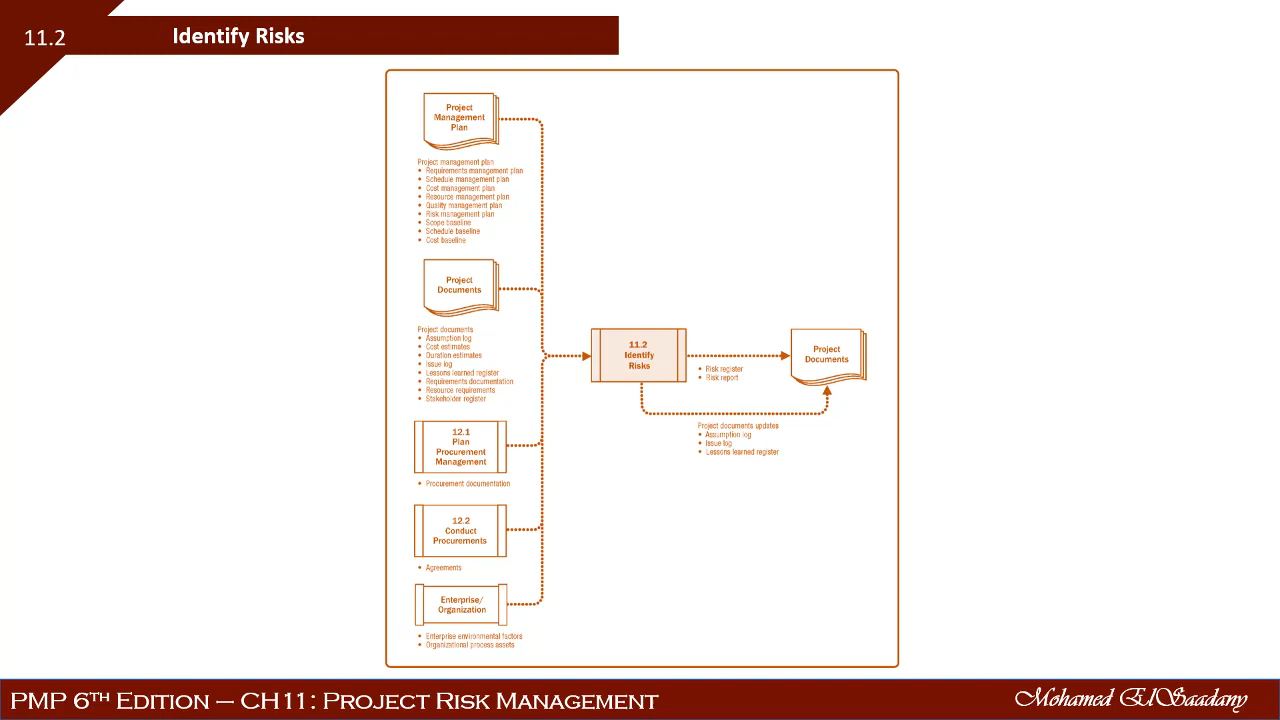 11.2
Identify Risks
Project
Management
Plan
Project management plan
• Requirements management plan
• Schedule management plan
• Cost management plan
• Resource management plan
• Quality management plan
• Risk management plan
• Scope baseline
• Schedule baseline
• Cost baseline
Project
Documents
Project documents
• Assumption log
• Cost estimates
• Duration estimates
• Issue log
• Lessons learned register
• Requirements documentation
• Resource requirements
• Stakeholder register
12.1
Plan
Procurement
Management
• Procurement documentation
12.2
Conduct
Procurements
• Agreements
Enterprise/
Organization
• Enterprise environmental factors
• Organizational process assets
11.2
Identify
Risks
• Risk register
• Risk report
Project
Documents
Project documents updates
• Assumption log
• Issue log
• Lessons learned register
PMP 6TH Edition – CH11: Project Risk Management
Mohamed ElSaadany